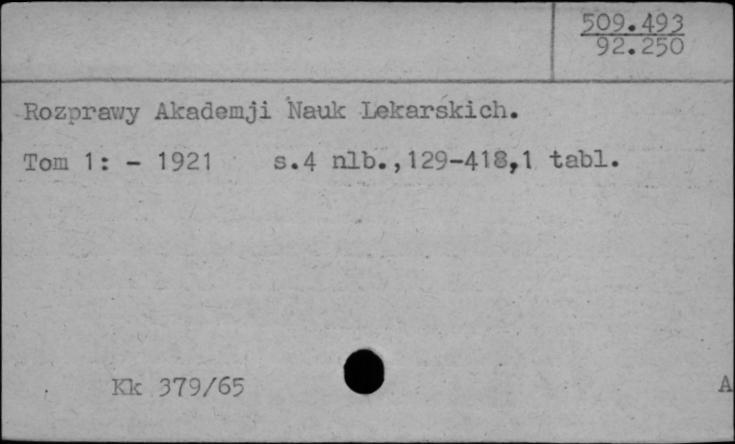 509.493
92.250
Rozprawy Akademji Nauk Lekarskich.
Tom 1: - 1921 s.4 nlb.,129-418,1 tabl.
Kk 379/65
A